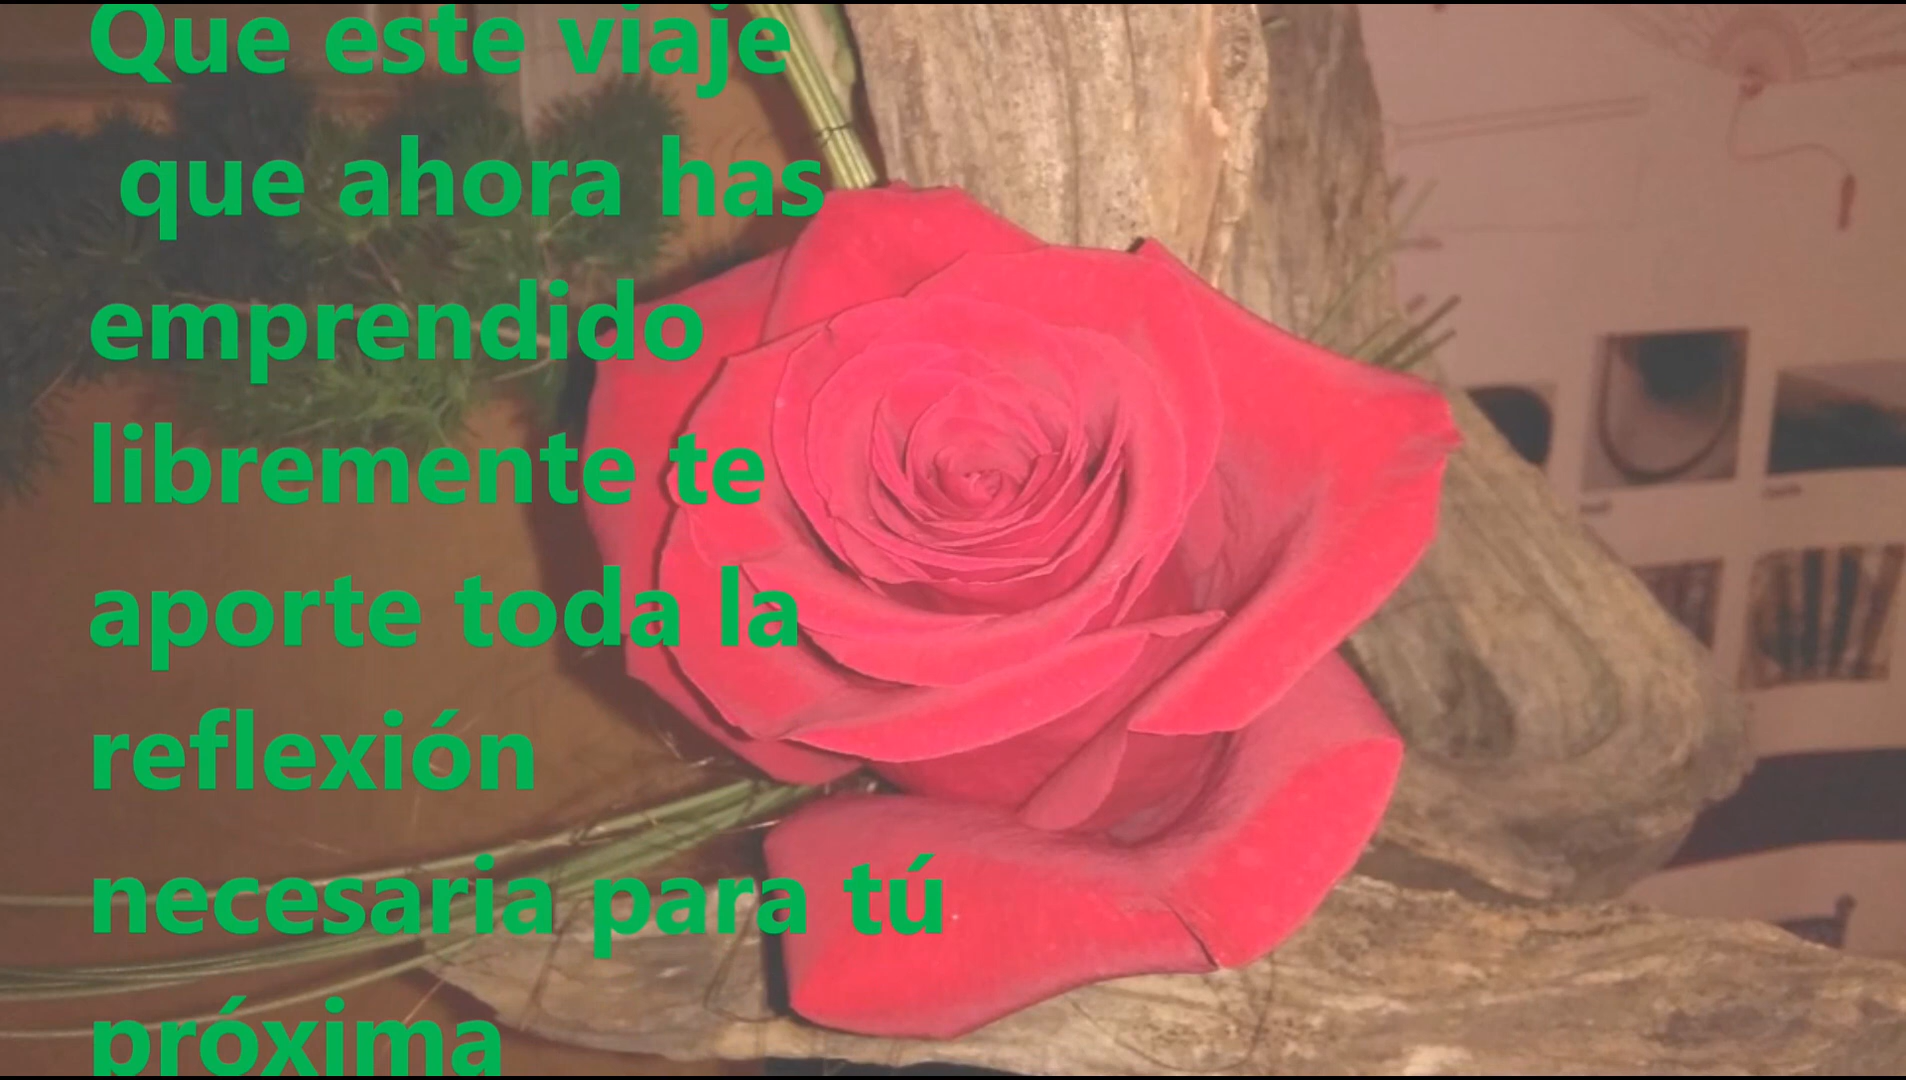 Que este viaje
que ahora has
emprendido
libremente te
aporte toda la
reflexión
necesaria para tú
próxima